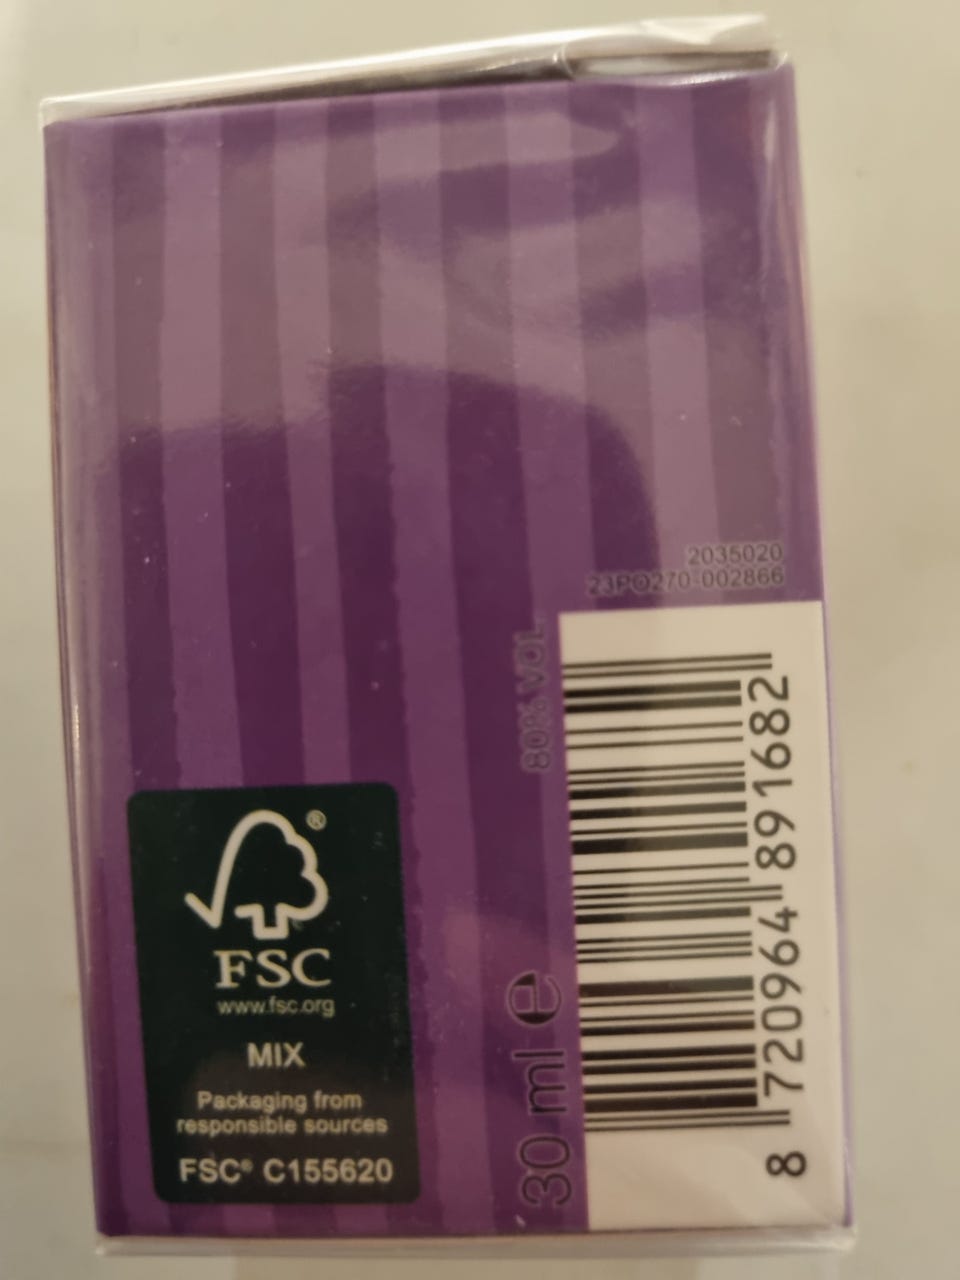 2035020
23PO270-002866
80% VOL.
8 720964 891682
30 ml e
®
FSC
www.fsc.org
MIX
Packaging from
responsible sources
FSC® C155620